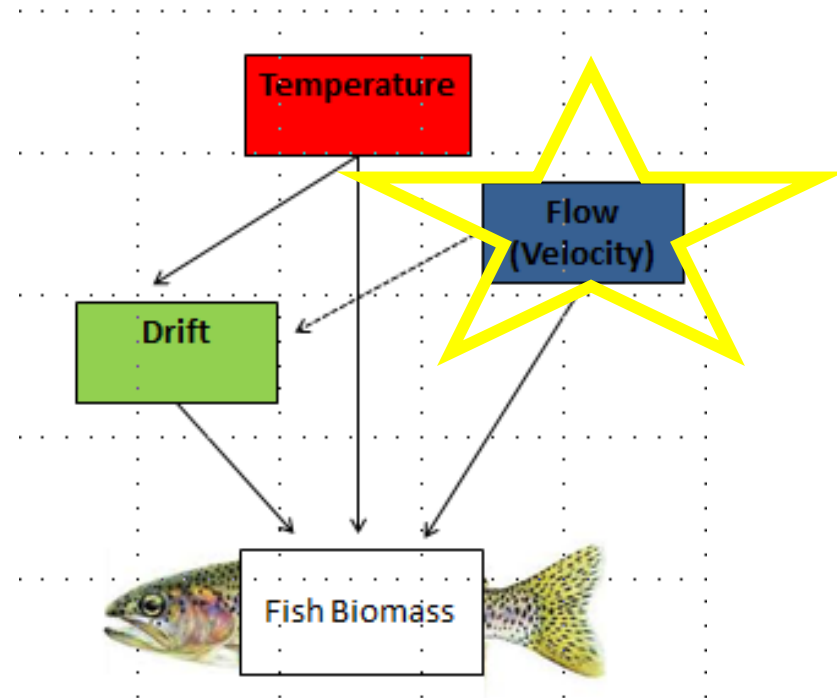 Temperature
Flow
(Velocity)
Drift
Fish Biomass